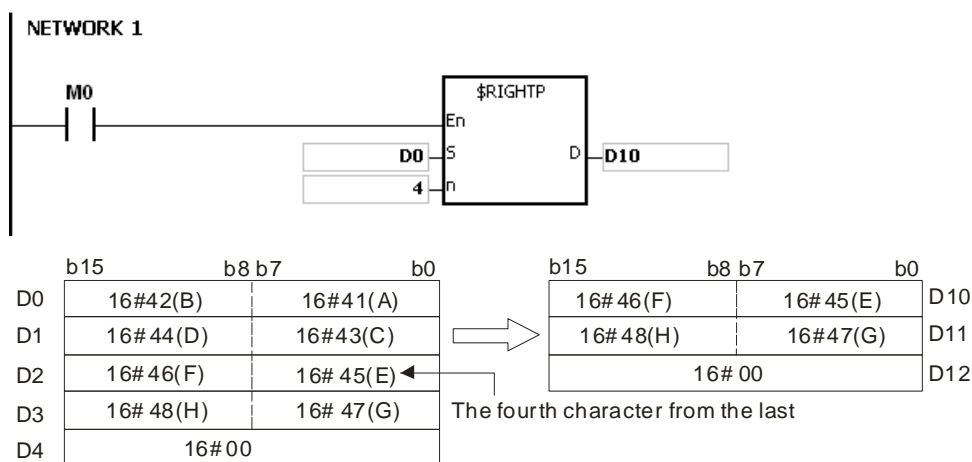 NETWORK 1
M0
$RIGHTP
En
D0 S D D10
4 n
b15 b8 b7 b0 b15 b8 b7 b0
D0 16#42(B) 16#41(A) 16#46(F) 16#45(E) D10
D1 16#44(D) 16#43(C) 16#48(H) 16#47(G) D11
D2 16#46(F) 16#45(E) 16#00 D12
D3 16#48(H) 16#47(G) The fourth character from the last
D4 16#00